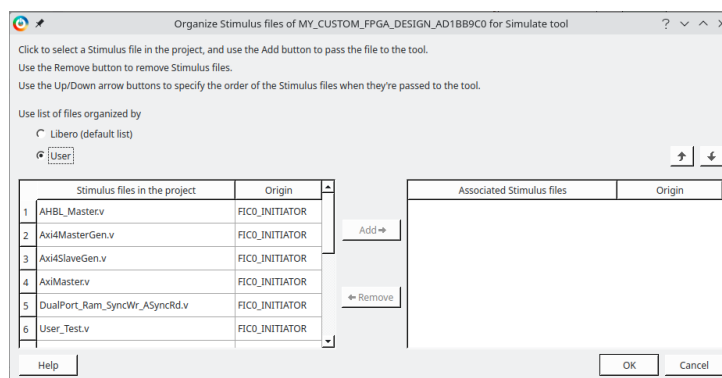 Organize Stimulus files of MY_CUSTOM_FPGA_DESIGN_AD1BB9C0 for Simulate tool
Click to select a Stimulus file in the project, and use the Add button to pass the file to the tool.
Use the Remove button to remove Stimulus files.
Use the Up/Down arrow buttons to specify the order of the Stimulus files when they're passed to the tool.
Use list of files organized by
Libero (default list)
User
Stimulus files in the project Origin
1 AHBL_Master.v FIC0_INITIATOR
2 Axi4MasterGen.v FIC0_INITIATOR
3 Axi4SlaveGen.v FIC0_INITIATOR
4 AxiMaster.v FIC0_INITIATOR
5 DualPort_Ram_SyncWr_ASyncRd.v FIC0_INITIATOR
6 User_Test.v FIC0_INITIATOR
Add
Remove
Associated Stimulus files Origin
Help
OK Cancel